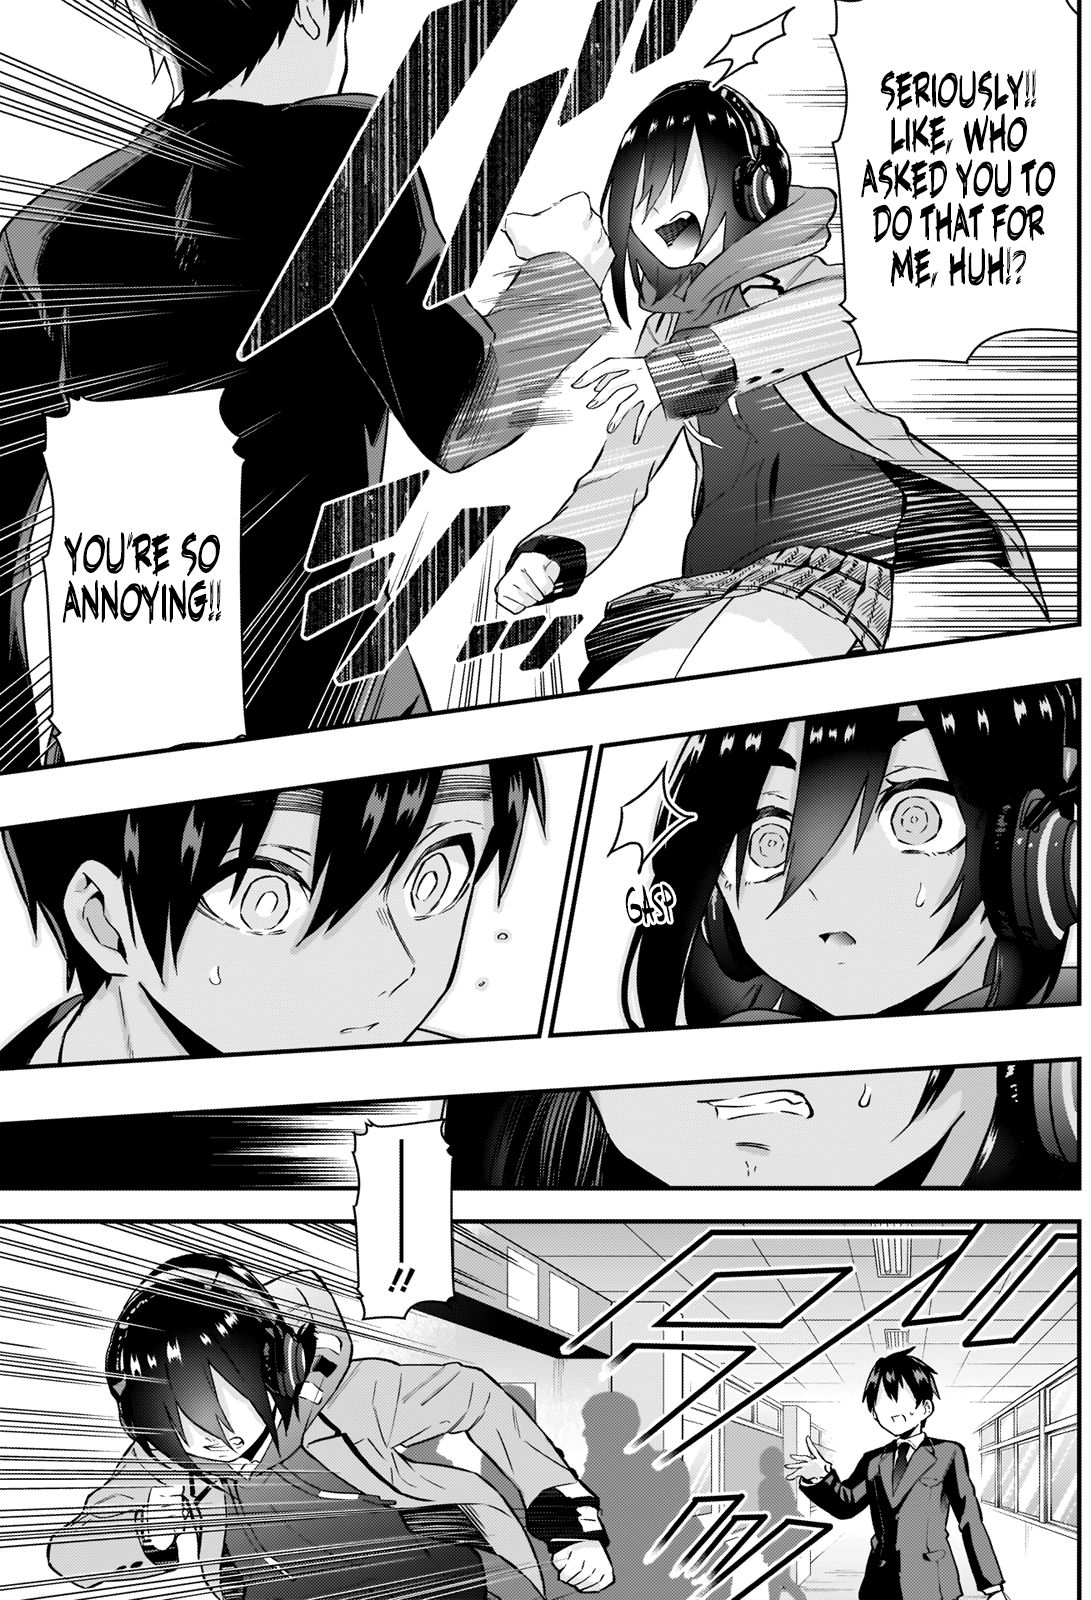 SERIOUSLY!!
LIKE, WHO
ASKED YOU TO
DO THAT FOR
ME, HUH!?
YOU'RE SO
ANNOYING!!
GASP
——!!